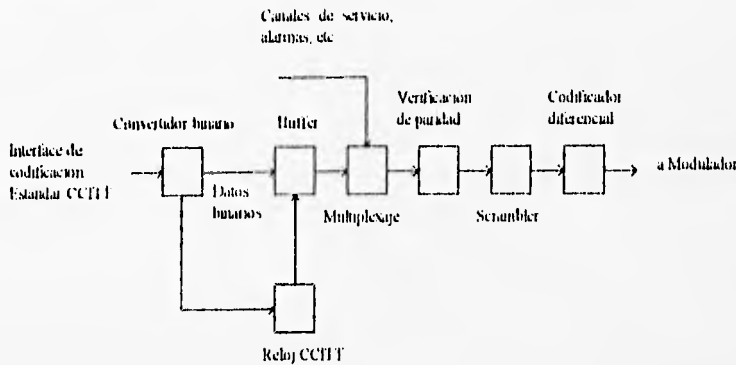 Canales de servicio,
alarmas, etc
Verificacion
de paridad
Codificador
diferencial
Convertidor binario
Buffer
Interface de
codificacion
Estandar CCITT
Datos
binarios
Multiplexaje
Scrambler
a Modulador
Reloj CCITT